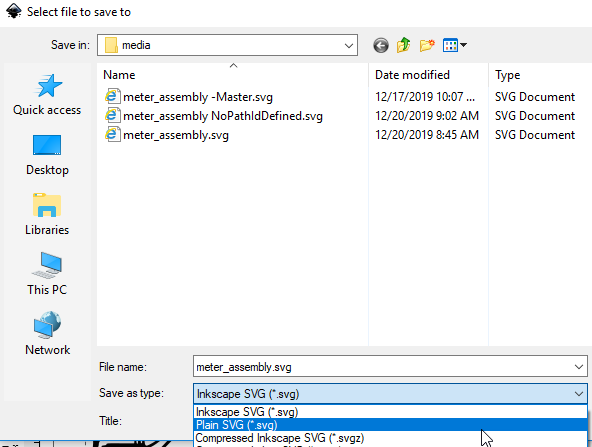 Select file to save to
Save in: media
Name Date modified Type
meter_assembly -Master.svg 12/17/2019 10:07 ... SVG Document
meter_assembly NoPathIdDefined.svg 12/20/2019 9:02 AM SVG Document
meter_assembly.svg 12/20/2019 8:45 AM SVG Document
Quick access
Desktop
Libraries
This PC
Network
File name: meter_assembly.svg
Save as type: Inkscape SVG (*.svg)
Inkscape SVG (*.svg)
Title: Plain SVG (*.svg)
Compressed Inkscape SVG (*.svgz)